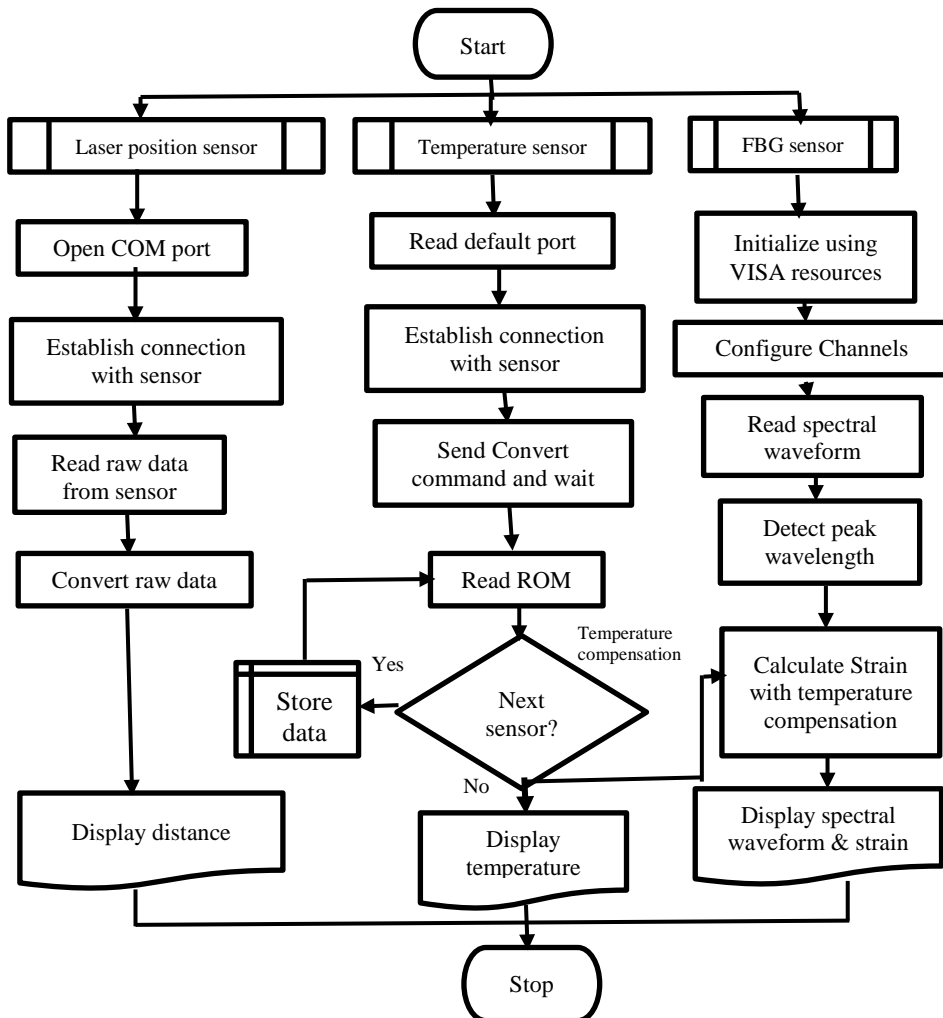 Start
Laser position sensor
Temperature sensor
FBG sensor
Open COM port
Read default port
Initialize using
VISA resources
Establish connection
with sensor
Establish connection
with sensor
Configure Channels
Read raw data
from sensor
Send Convert
command and wait
Read spectral
waveform
Detect peak
wavelength
Convert raw data
Read ROM
Temperature
compensation
Yes
Store
data
Next
sensor?
Calculate Strain
with temperature
compensation
No
Display distance
Display
temperature
Display spectral
waveform & strain
Stop